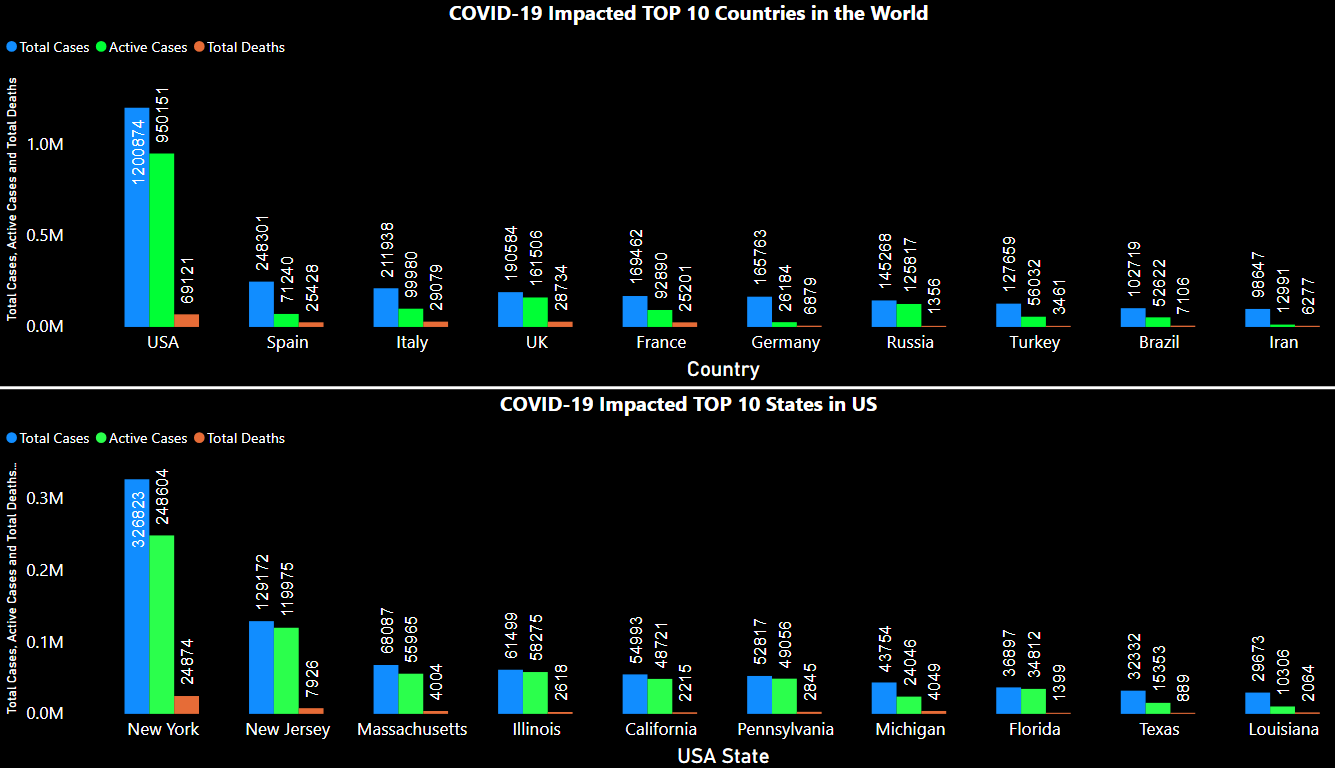 COVID-19 Impacted TOP 10 Countries in the World
Total Cases Active Cases Total Deaths
Total Cases, Active Cases and Total Deaths
1.0M
0.5M
0.0M
1200874 950151 69121
248301 71240 25428
211938 99980 29079
190584 161506 28734
169462 92890 25201
165763 26184 6879
145268 125817 1356
127659 56032 3461
102719 52622 7106
98647 12991 6277
USA Spain Italy UK France Germany Russia Turkey Brazil Iran
Country
COVID-19 Impacted TOP 10 States in US
Total Cases Active Cases Total Deaths
Total Cases, Active Cases and Total Deaths...
0.3M
0.2M
0.1M
0.0M
326823 248604 24874
129172 119975 7926
68087 55965 4004
61499 58275 2618
54993 48721 2215
52817 49056 2845
43754 24046 4049
36897 34812 1399
32332 15353 889
29673 10306 2064
New York New Jersey Massachusetts Illinois California Pennsylvania Michigan Florida Texas Louisiana
USA State